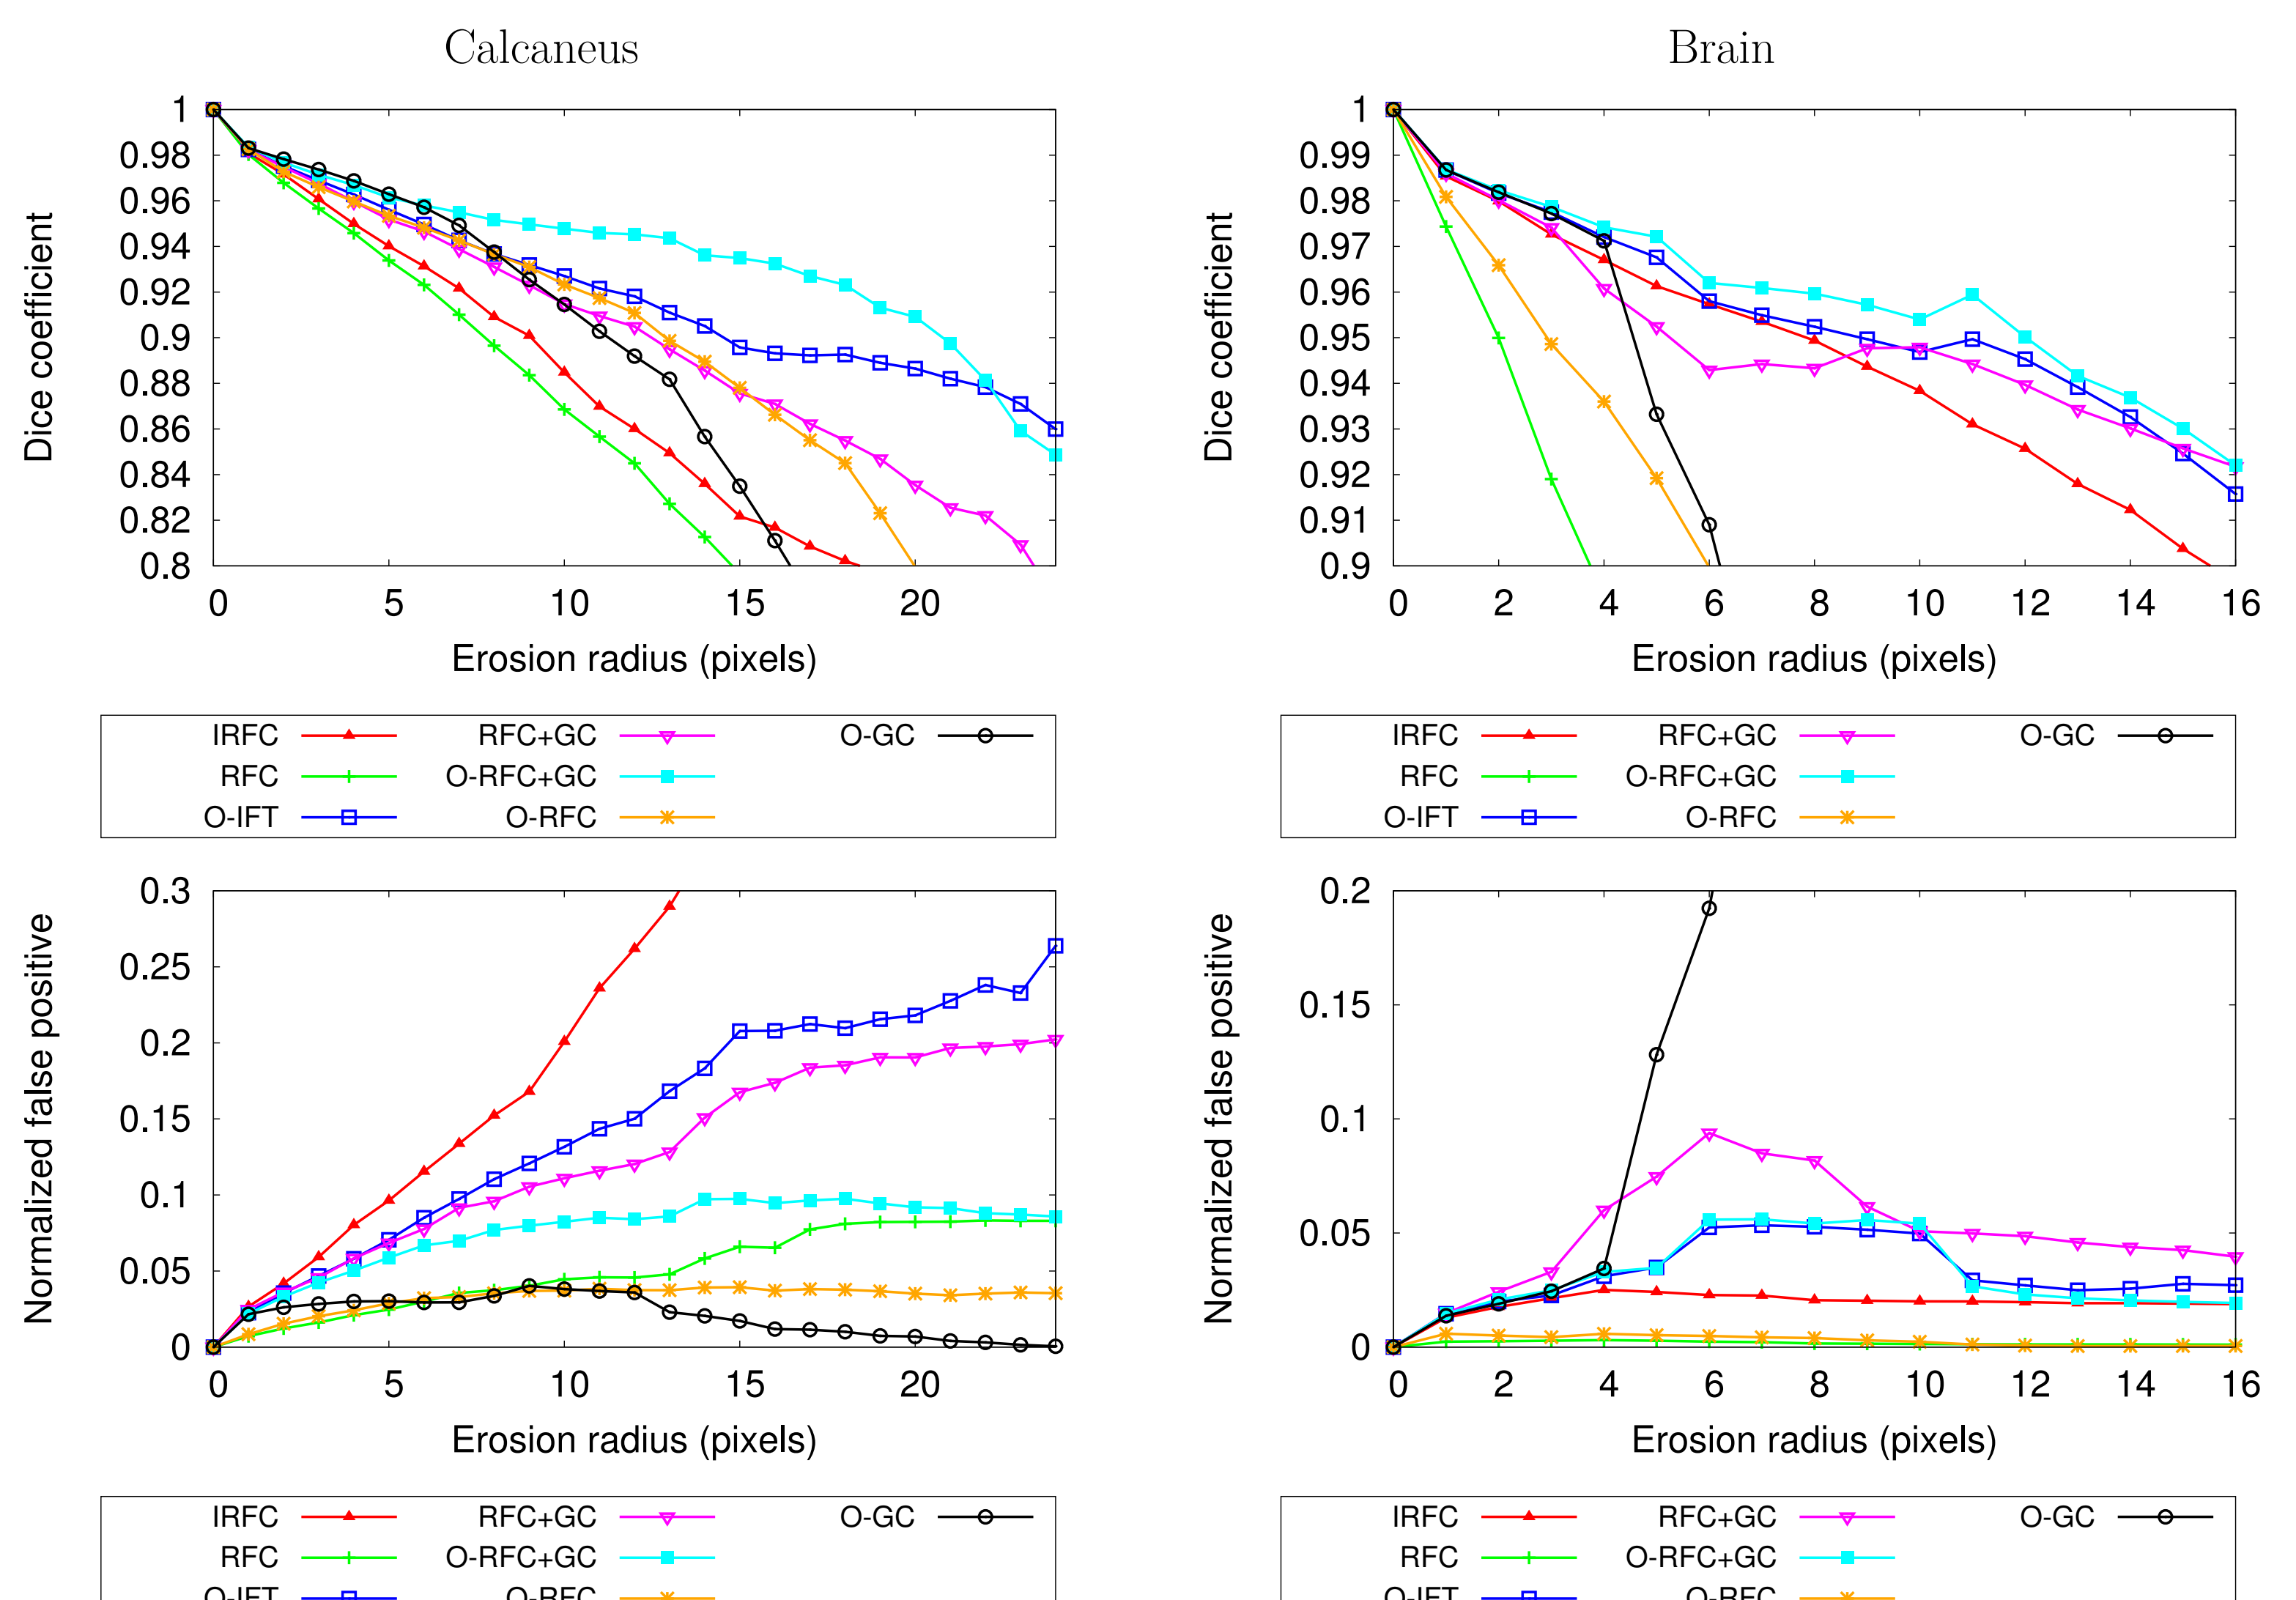 Calcaneus
Brain
1
0.98
0.96
0.94
0.92
0.9
0.88
0.86
0.84
0.82
0.8
Dice coefficient
0 5 10 15 20
Erosion radius (pixels)
1
0.99
0.98
0.97
0.96
0.95
0.94
0.93
0.92
0.91
0.9
Dice coefficient
0 2 4 6 8 10 12 14 16
Erosion radius (pixels)
IRFC RFC+GC O-GC
RFC O-RFC+GC
O-IFT O-RFC
IRFC RFC+GC O-GC
RFC O-RFC+GC
O-IFT O-RFC
0.3
0.25
0.2
0.15
0.1
0.05
0
Normalized false positive
0 5 10 15 20
Erosion radius (pixels)
0.2
0.15
0.1
0.05
0
Normalized false positive
0 2 4 6 8 10 12 14 16
Erosion radius (pixels)
IRFC RFC+GC O-GC
RFC O-RFC+GC
O-IFT O-RFC
IRFC RFC+GC O-GC
RFC O-RFC+GC
O-IFT O-RFC